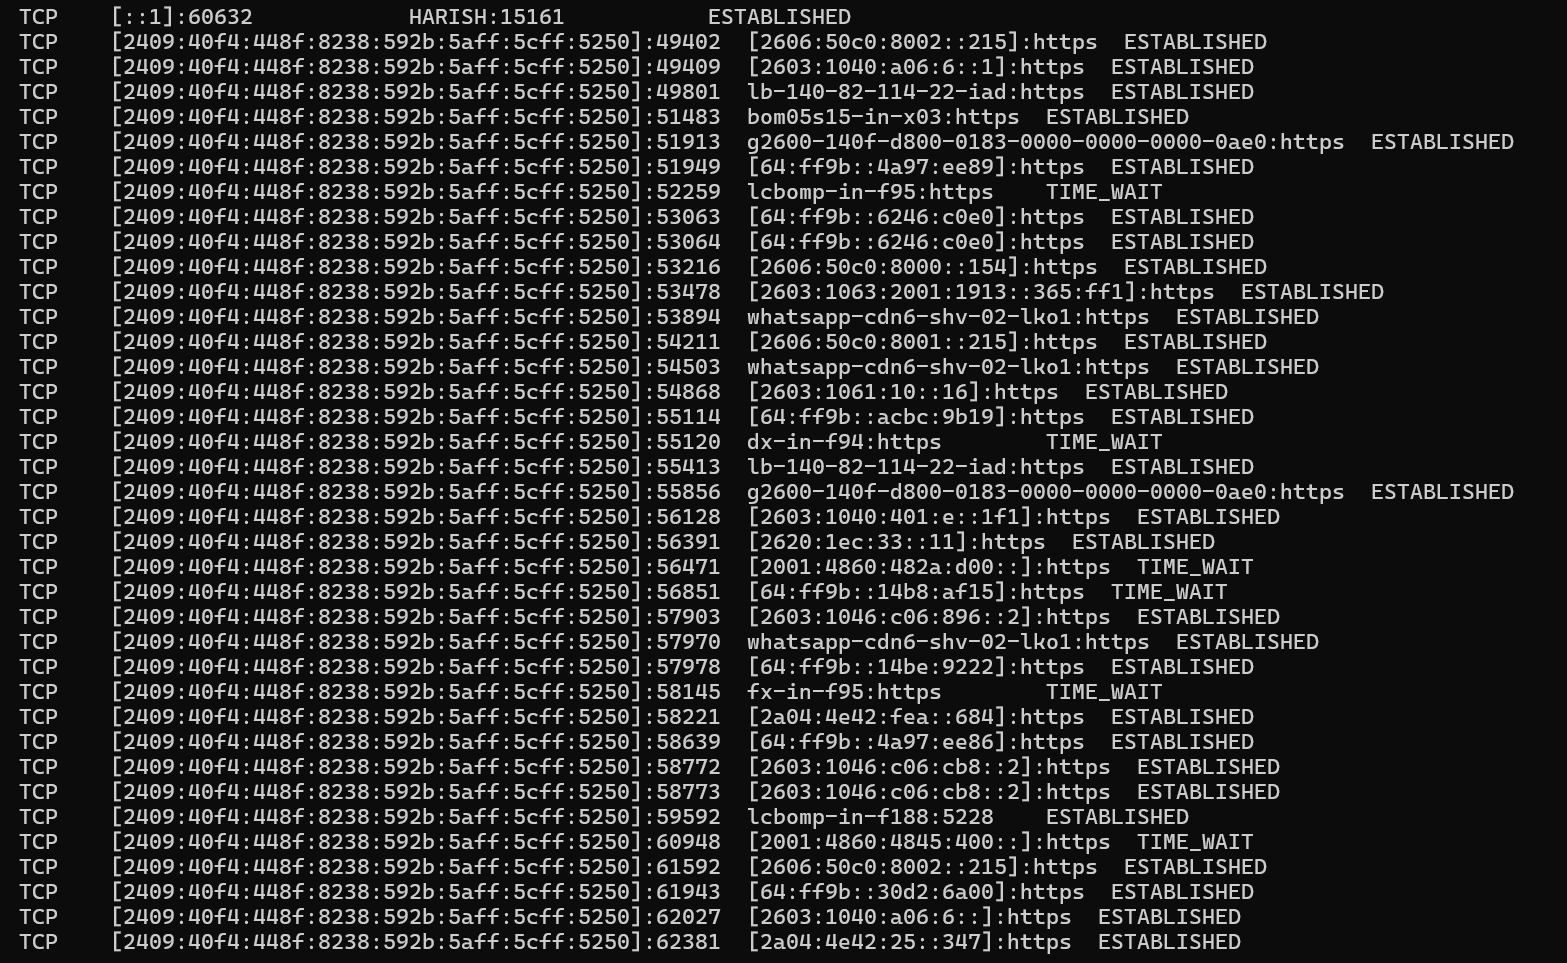 TCP    [::1]:60632            HARISH:15161           ESTABLISHED
TCP    [2409:40f4:448f:8238:592b:5aff:5cff:5250]:49402  [2606:50c0:8002::215]:https  ESTABLISHED
TCP    [2409:40f4:448f:8238:592b:5aff:5cff:5250]:49409  [2603:1040:a06:6::1]:https  ESTABLISHED
TCP    [2409:40f4:448f:8238:592b:5aff:5cff:5250]:49801  lb-140-82-114-22-iad:https  ESTABLISHED
TCP    [2409:40f4:448f:8238:592b:5aff:5cff:5250]:51483  bom05s15-in-x03:https  ESTABLISHED
TCP    [2409:40f4:448f:8238:592b:5aff:5cff:5250]:51913  g2600-140f-d800-0183-0000-0000-0000-0ae0:https  ESTABLISHED
TCP    [2409:40f4:448f:8238:592b:5aff:5cff:5250]:51949  [64:ff9b::4a97:ee89]:https  ESTABLISHED
TCP    [2409:40f4:448f:8238:592b:5aff:5cff:5250]:52259  lcbomp-in-f95:https    TIME_WAIT
TCP    [2409:40f4:448f:8238:592b:5aff:5cff:5250]:53063  [64:ff9b::6246:c0e0]:https  ESTABLISHED
TCP    [2409:40f4:448f:8238:592b:5aff:5cff:5250]:53064  [64:ff9b::6246:c0e0]:https  ESTABLISHED
TCP    [2409:40f4:448f:8238:592b:5aff:5cff:5250]:53216  [2606:50c0:8000::154]:https  ESTABLISHED
TCP    [2409:40f4:448f:8238:592b:5aff:5cff:5250]:53478  [2603:1063:2001:1913::365:ff1]:https  ESTABLISHED
TCP    [2409:40f4:448f:8238:592b:5aff:5cff:5250]:53894  whatsapp-cdn6-shv-02-lko1:https  ESTABLISHED
TCP    [2409:40f4:448f:8238:592b:5aff:5cff:5250]:54211  [2606:50c0:8001::215]:https  ESTABLISHED
TCP    [2409:40f4:448f:8238:592b:5aff:5cff:5250]:54503  whatsapp-cdn6-shv-02-lko1:https  ESTABLISHED
TCP    [2409:40f4:448f:8238:592b:5aff:5cff:5250]:54868  [2603:1061:10::16]:https  ESTABLISHED
TCP    [2409:40f4:448f:8238:592b:5aff:5cff:5250]:55114  [64:ff9b::acbc:9b19]:https  ESTABLISHED
TCP    [2409:40f4:448f:8238:592b:5aff:5cff:5250]:55120  dx-in-f94:https        TIME_WAIT
TCP    [2409:40f4:448f:8238:592b:5aff:5cff:5250]:55413  lb-140-82-114-22-iad:https  ESTABLISHED
TCP    [2409:40f4:448f:8238:592b:5aff:5cff:5250]:55856  g2600-140f-d800-0183-0000-0000-0000-0ae0:https  ESTABLISHED
TCP    [2409:40f4:448f:8238:592b:5aff:5cff:5250]:56128  [2603:1040:401:e::1f1]:https  ESTABLISHED
TCP    [2409:40f4:448f:8238:592b:5aff:5cff:5250]:56391  [2620:1ec:33::11]:https  ESTABLISHED
TCP    [2409:40f4:448f:8238:592b:5aff:5cff:5250]:56471  [2001:4860:482a:d00::]:https  TIME_WAIT
TCP    [2409:40f4:448f:8238:592b:5aff:5cff:5250]:56851  [64:ff9b::14b8:af15]:https  TIME_WAIT
TCP    [2409:40f4:448f:8238:592b:5aff:5cff:5250]:57903  [2603:1046:c06:896::2]:https  ESTABLISHED
TCP    [2409:40f4:448f:8238:592b:5aff:5cff:5250]:57970  whatsapp-cdn6-shv-02-lko1:https  ESTABLISHED
TCP    [2409:40f4:448f:8238:592b:5aff:5cff:5250]:57978  [64:ff9b::14be:9222]:https  ESTABLISHED
TCP    [2409:40f4:448f:8238:592b:5aff:5cff:5250]:58145  fx-in-f95:https        TIME_WAIT
TCP    [2409:40f4:448f:8238:592b:5aff:5cff:5250]:58221  [2a04:4e42:fea::684]:https  ESTABLISHED
TCP    [2409:40f4:448f:8238:592b:5aff:5cff:5250]:58639  [64:ff9b::4a97:ee86]:https  ESTABLISHED
TCP    [2409:40f4:448f:8238:592b:5aff:5cff:5250]:58772  [2603:1046:c06:cb8::2]:https  ESTABLISHED
TCP    [2409:40f4:448f:8238:592b:5aff:5cff:5250]:58773  [2603:1046:c06:cb8::2]:https  ESTABLISHED
TCP    [2409:40f4:448f:8238:592b:5aff:5cff:5250]:59592  lcbomp-in-f188:5228    ESTABLISHED
TCP    [2409:40f4:448f:8238:592b:5aff:5cff:5250]:60948  [2001:4860:4845:400::]:https  TIME_WAIT
TCP    [2409:40f4:448f:8238:592b:5aff:5cff:5250]:61592  [2606:50c0:8002::215]:https  ESTABLISHED
TCP    [2409:40f4:448f:8238:592b:5aff:5cff:5250]:61943  [64:ff9b::30d2:6a00]:https  ESTABLISHED
TCP    [2409:40f4:448f:8238:592b:5aff:5cff:5250]:62027  [2603:1040:a06:6::]:https  ESTABLISHED
TCP    [2409:40f4:448f:8238:592b:5aff:5cff:5250]:62381  [2a04:4e42:25::347]:https  ESTABLISHED